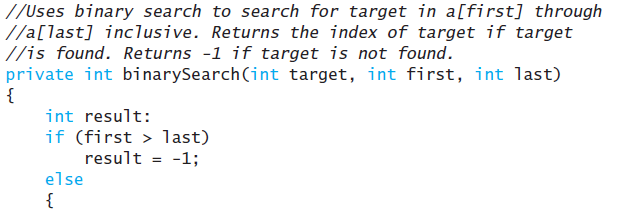 //Uses binary search to search for target in a[first] through
//a[last] inclusive. Returns the index of target if target
//is found. Returns -1 if target is not found.
private int binarySearch(int target, int first, int last)
{
    int result:
    if (first > last)
        result = -1;
    else
    {